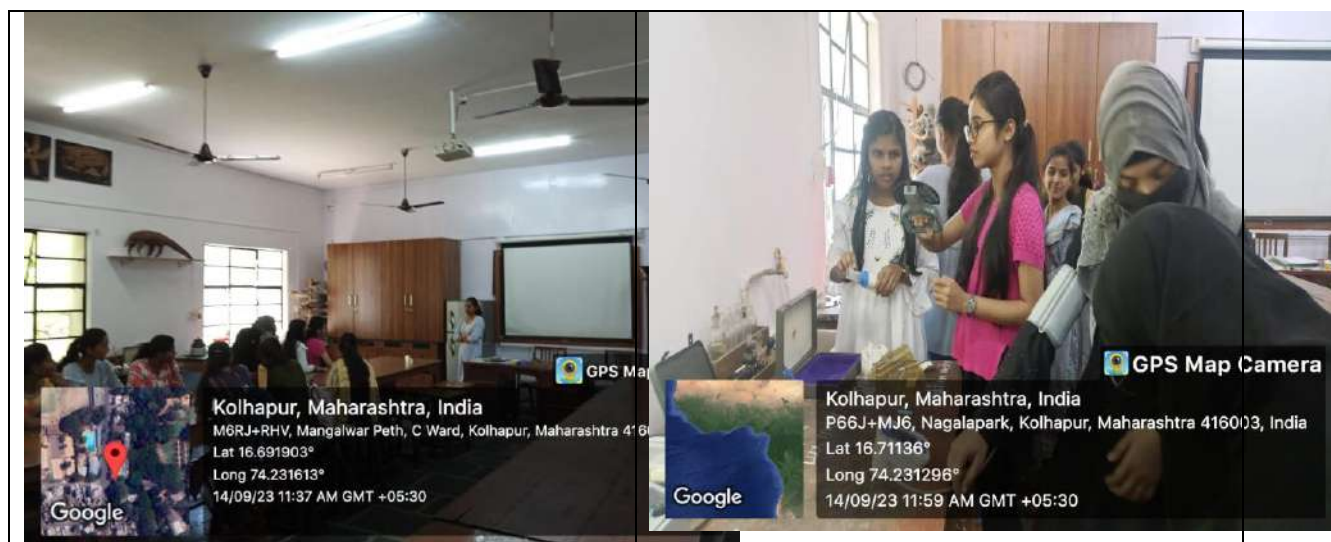 GPS Map
Kolhapur, Maharashtra, India
M6RJ+RHV, Mangalwar Peth, C Ward, Kolhapur, Maharashtra 416
Lat 16.691903°
Long 74.231613°
14/09/23 11:37 AM GMT +05:30
Google
GPS Map Camera
Kolhapur, Maharashtra, India
P66J+MJ6, Nagalapark, Kolhapur, Maharashtra 416003, India
Lat 16.71136°
Long 74.231296°
14/09/23 11:59 AM GMT +05:30
Google